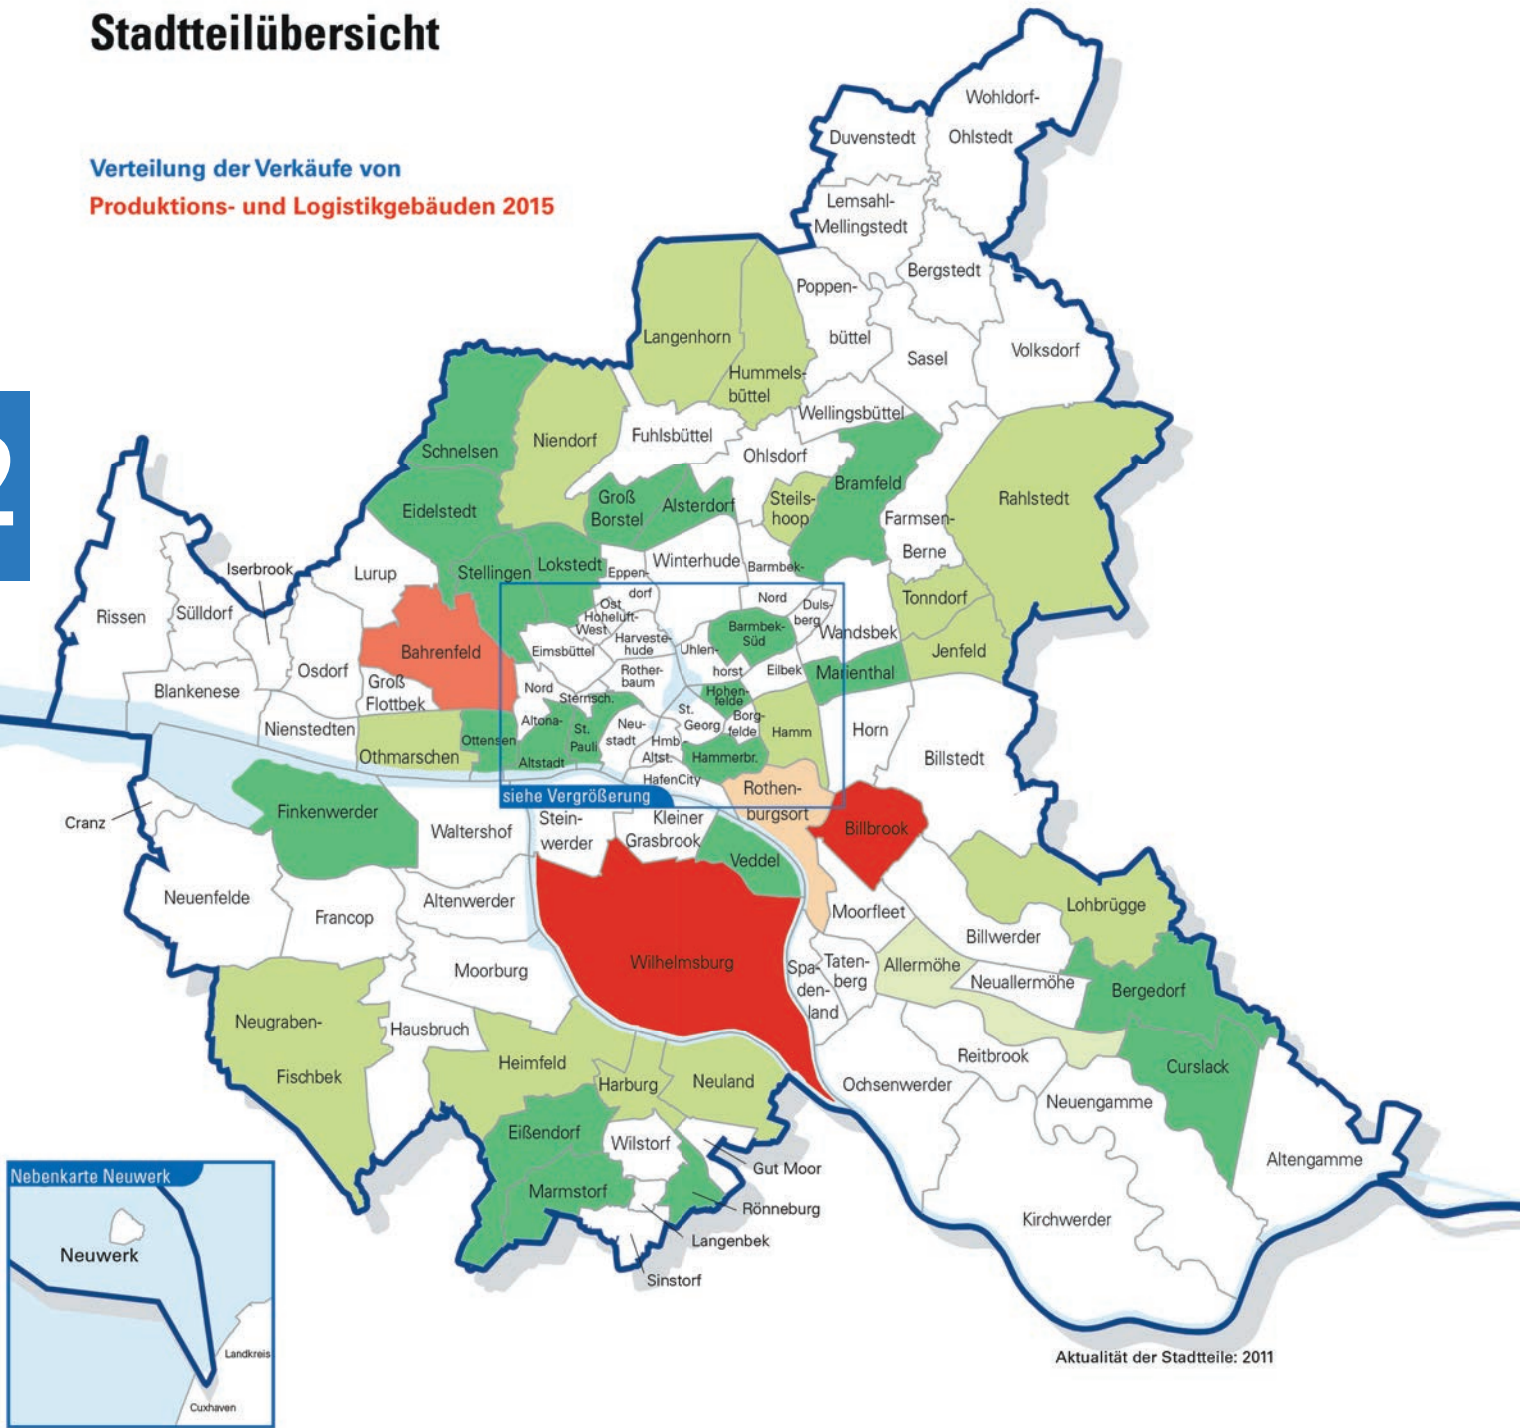 Stadtteilübersicht
Verteilung der Verkäufe von
Produktions- und Logistikgebäuden 2015
Wohldorf-
Ohlstedt
Duvenstedt
Lemsahl-
Mellingstedt
Bergstedt
Poppen-
büttel
Langenhorn
Hummels-
büttel
Sasel
Volksdorf
Wellingsbüttel
Schnelsen
Niendorf
Fuhlsbüttel
Ohlsdorf
Bramfeld
Rahlstedt
Eidelstedt
Groß
Borstel
Alsterdorf
Steils-
hoop
Farmsen-
Berne
Iserbrook
Lurup
Stellingen
Lokstedt
Eppen-
dorf
Winterhude
Barmbek-
Nord
Duls-
berg
Tonndorf
Rissen
Sülldorf
Ost
Hoheluft-
West
Harveste-
hude
Barmbek-
Süd
Wandsbek
Bahrenfeld
Eimsbüttel
Uhlen-
horst
Jenfeld
Osdorf
Groß
Flottbek
Rother-
baum
Eilbek
Marienthal
Blankenese
Nord
Sternsch.
Hohen-
felde
Nienstedten
Othmarschen
Ottensen
Altona-
Altstadt
St.
Pauli
Neu-
stadt
St.
Georg
Borg-
felde
Hamm
Horn
Billstedt
Hmb.-
Altst.
Hammerbr.
HafenCity
siehe Vergrößerung
Rothen-
burgsort
Cranz
Finkenwerder
Waltershof
Stein-
werder
Kleiner
Grasbrook
Billbrook
Veddel
Neuenfelde
Francop
Altenwerder
Moorfleet
Lohbrügge
Billwerder
Moorburg
Wilhelmsburg
Spa-
den-
land
Taten-
berg
Allermöhe
Neuallermöhe
Bergedorf
Neugraben-
Fischbek
Hausbruch
Heimfeld
Harburg
Neuland
Ochsenwerder
Reitbrook
Curslack
Neuengamme
Eißendorf
Wilstorf
Gut Moor
Altengamme
Marmstorf
Rönneburg
Langenbek
Sinstorf
Kirchwerder
Nebenkarte Neuwerk
Neuwerk
Landkreis
Cuxhaven
Aktualität der Stadtteile: 2011